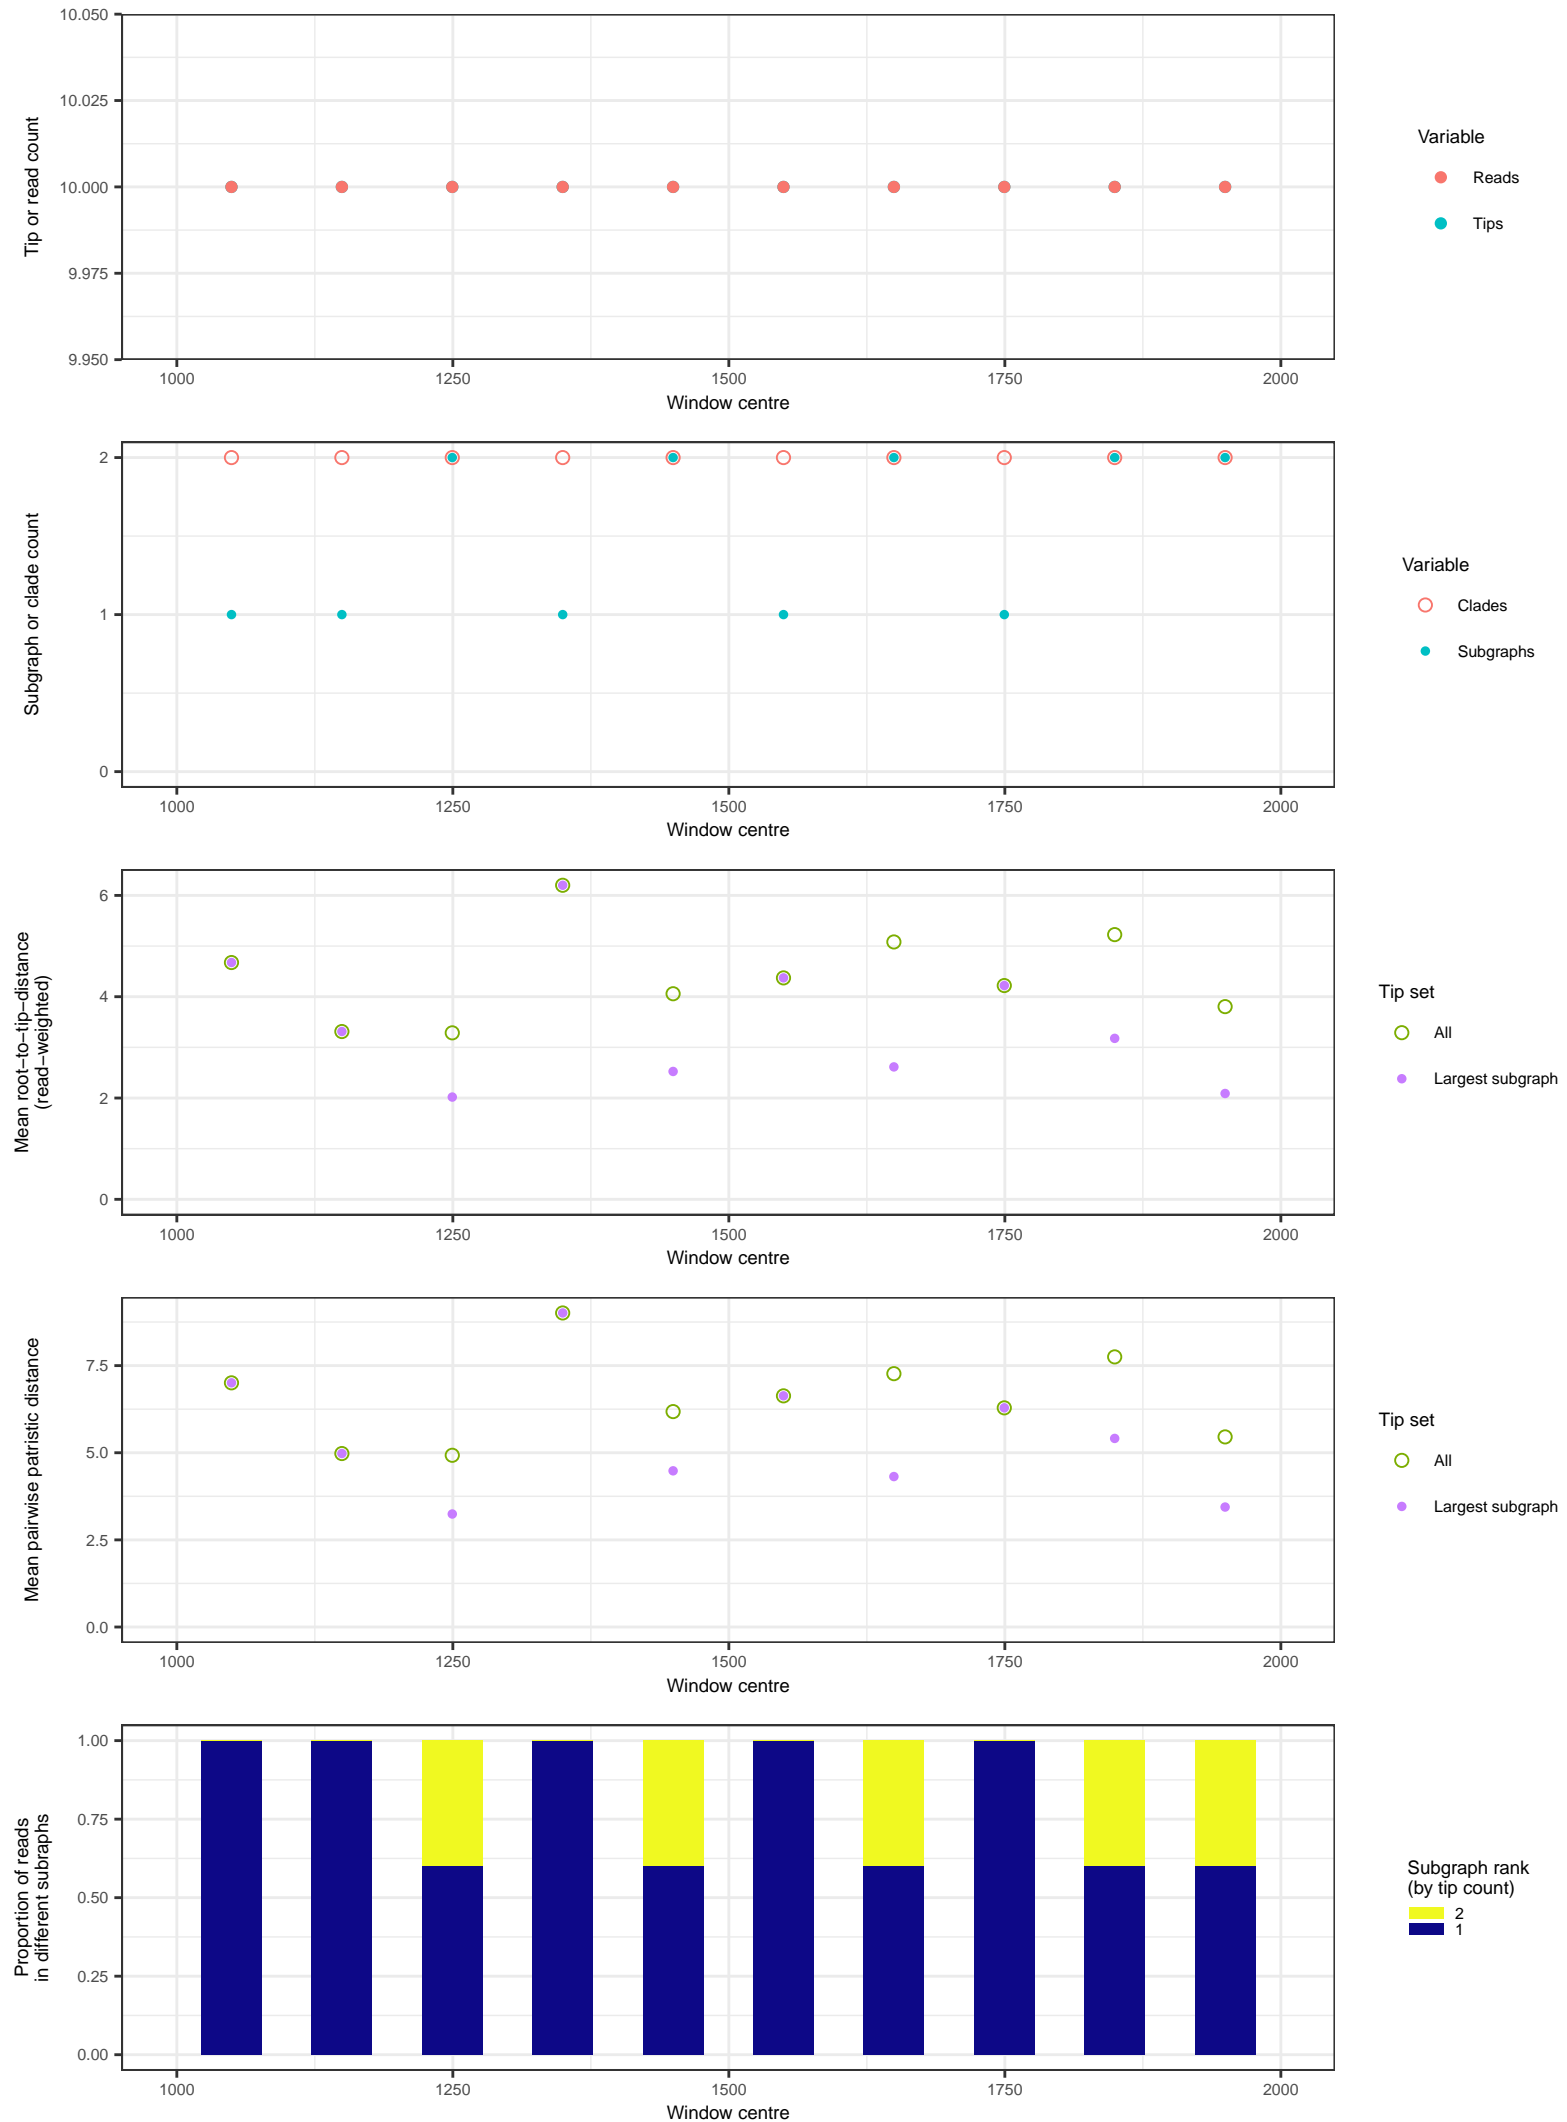 10.050
10.025
10.000
9.975
9.950
Tip or read count
1000 1250 1500 1750 2000
Window centre
Variable
Reads
Tips
2
1
0
Subgraph or clade count
1000 1250 1500 1750 2000
Window centre
Variable
Clades
Subgraphs
6
4
2
0
Mean root−to−tip−distance
(read−weighted)
1000 1250 1500 1750 2000
Window centre
Tip set
All
Largest subgraph
7.5
5.0
2.5
0.0
Mean pairwise patristic distance
1000 1250 1500 1750 2000
Window centre
Tip set
All
Largest subgraph
1.00
0.75
0.50
0.25
0.00
Proportion of reads
in different subraphs
1000 1250 1500 1750 2000
Window centre
Subgraph rank
(by tip count)
2
1